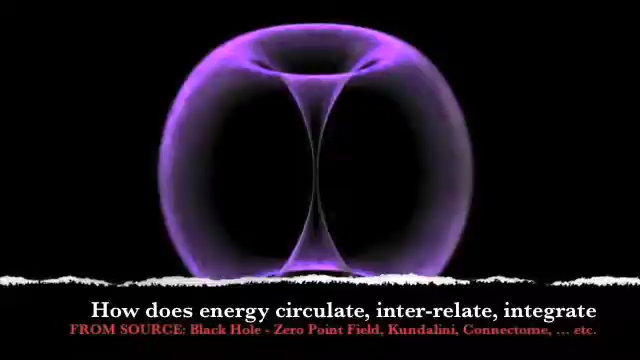 How does energy circulate, inter-relate, integrate
FROM SOURCE: Black Hole - Zero Point Field, Kundalini, Connectome, ... etc.